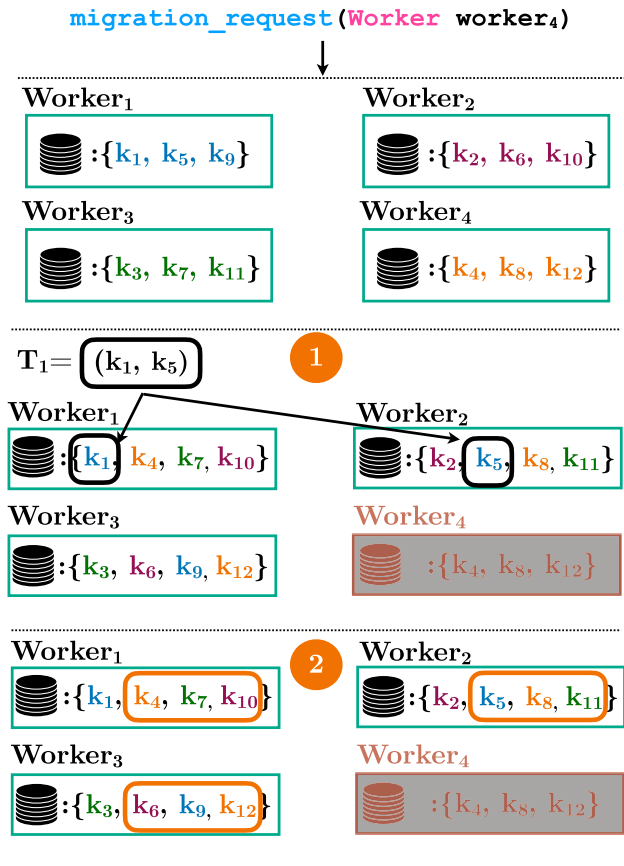 migration_request(Worker worker₄)
Worker₁ Worker₂
:{k₁, k₅, k₉} :{k₂, k₆, k₁₀}
Worker₃ Worker₄
:{k₃, k₇, k₁₁} :{k₄, k₈, k₁₂}
T₁= (k₁, k₅) 1
Worker₁ Worker₂
:{k₁, k₄, k₇, k₁₀} :{k₂, k₅, k₈, k₁₁}
Worker₃ Worker₄
:{k₃, k₆, k₉, k₁₂} :{k₄, k₈, k₁₂}
2
Worker₁ Worker₂
:{k₁, k₄, k₇, k₁₀} :{k₂, k₅, k₈, k₁₁}
Worker₃ Worker₄
:{k₃, k₆, k₉, k₁₂} :{k₄, k₈, k₁₂}